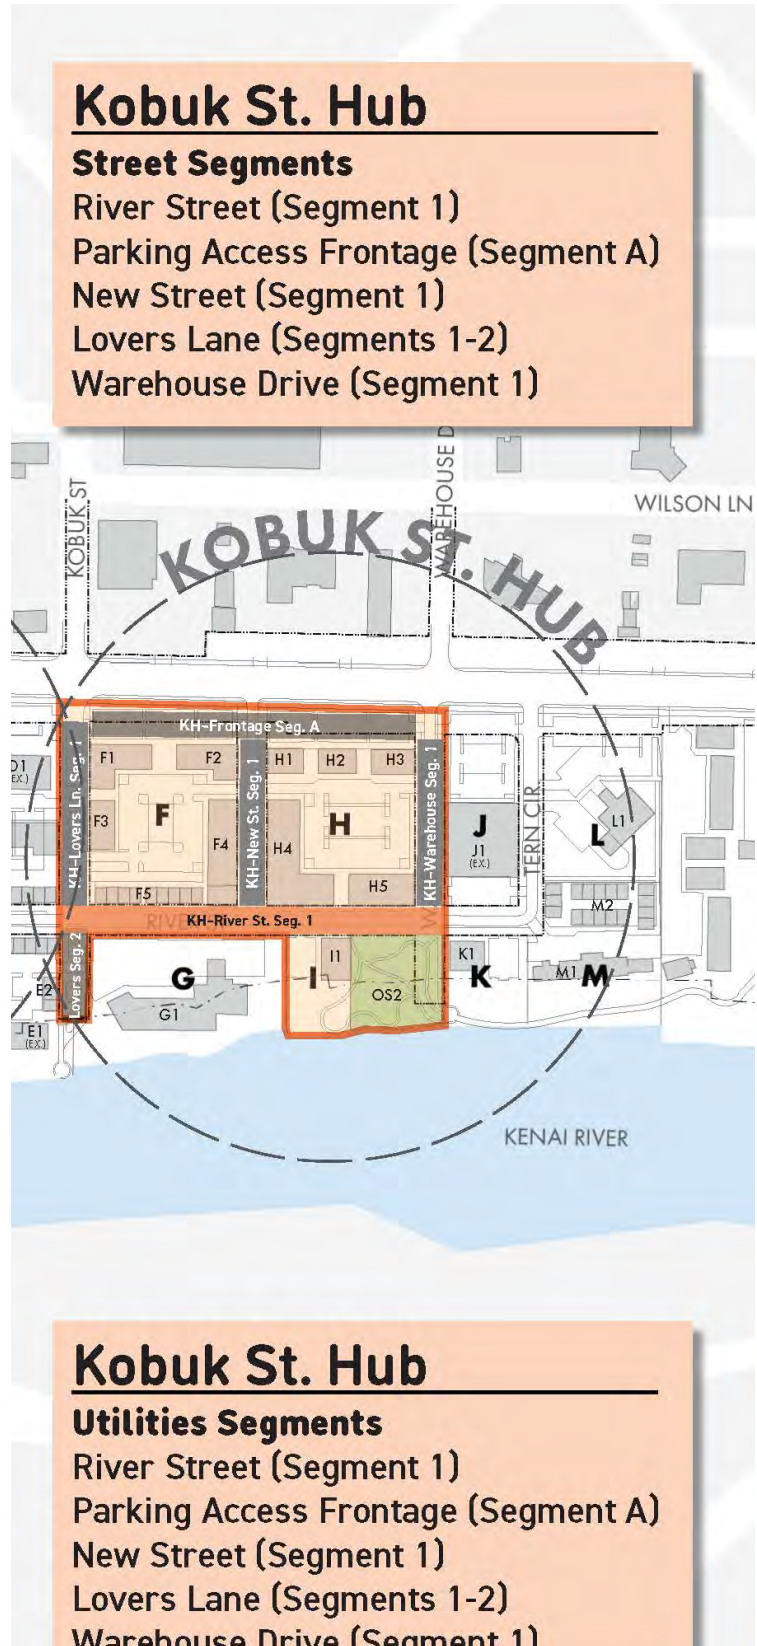 Kobuk St. Hub
Street Segments
River Street (Segment 1)
Parking Access Frontage (Segment A)
New Street (Segment 1)
Lovers Lane (Segments 1-2)
Warehouse Drive (Segment 1)
KOBUK ST
WAREHOUSE D
WILSON LN
KOBUK ST. HUB
KH-Frontage Seg. A
KH-Lovers Ln. Seg. 1
KH-New St. Seg. 1
KH-Warehouse Seg. 1
D1
(EX.)
F1
F2
H1
H2
H3
F
H
F3
F4
H4
F5
H5
J
J1
(EX.)
TERN CIR
L
L1
M2
KH-River St. Seg. 1
Lovers Seg. 2
E2
E1
(EX.)
G
G1
I
I1
OS2
K1
K
M1
M
KENAI RIVER
Kobuk St. Hub
Utilities Segments
River Street (Segment 1)
Parking Access Frontage (Segment A)
New Street (Segment 1)
Lovers Lane (Segments 1-2)
Warehouse Drive (Segment 1)